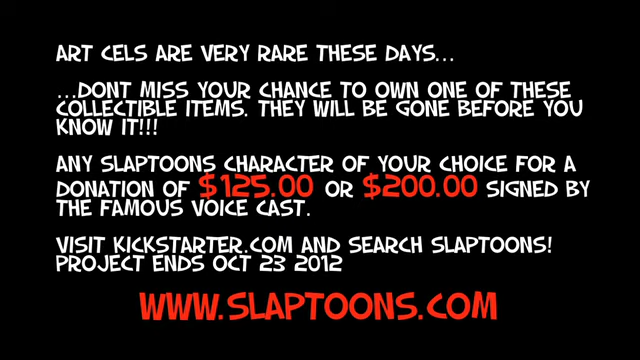 ART CELS ARE VERY RARE THESE DAYS...
...DONT MISS YOUR CHANCE TO OWN ONE OF THESE
COLLECTIBLE ITEMS. THEY WILL BE GONE BEFORE YOU
KNOW IT!!!
ANY SLAPTOONS CHARACTER OF YOUR CHOICE FOR A
DONATION OF $125.00 OR $200.00 SIGNED BY
THE FAMOUS VOICE CAST.
VISIT KICKSTARTER.COM AND SEARCH SLAPTOONS!
PROJECT ENDS OCT 23 2012
WWW.SLAPTOONS.COM